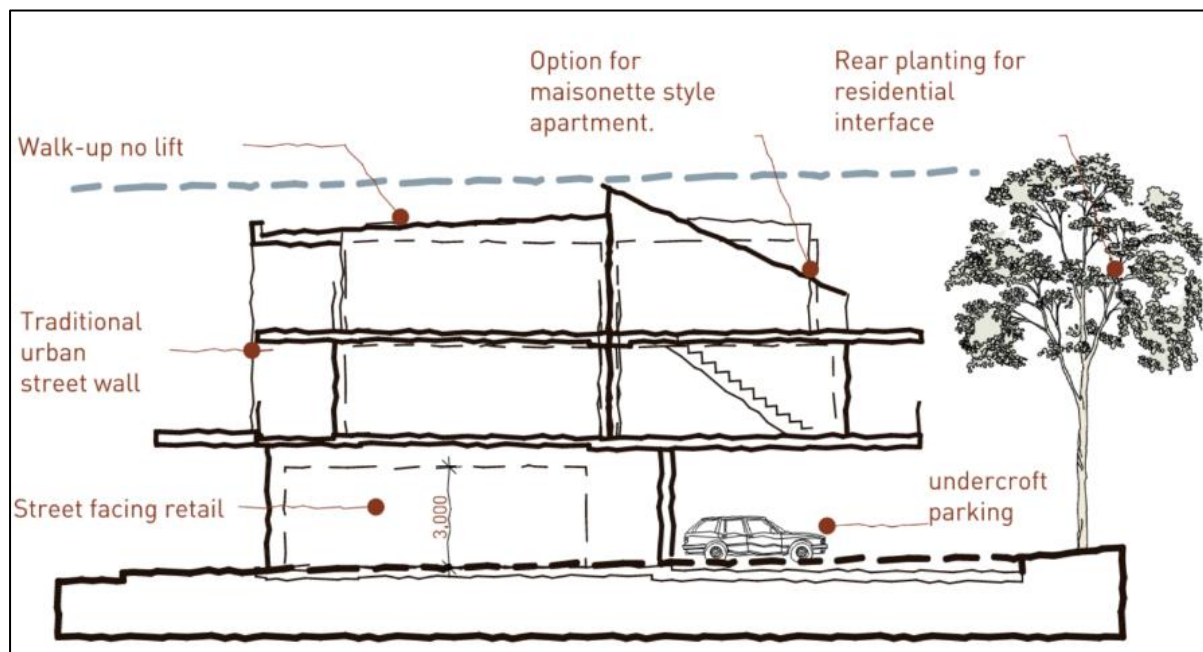 Option for
maisonette style
apartment.
Rear planting for
residential
interface
Walk-up no lift
Traditional
urban
street wall
Street facing retail
3,000
undercroft
parking